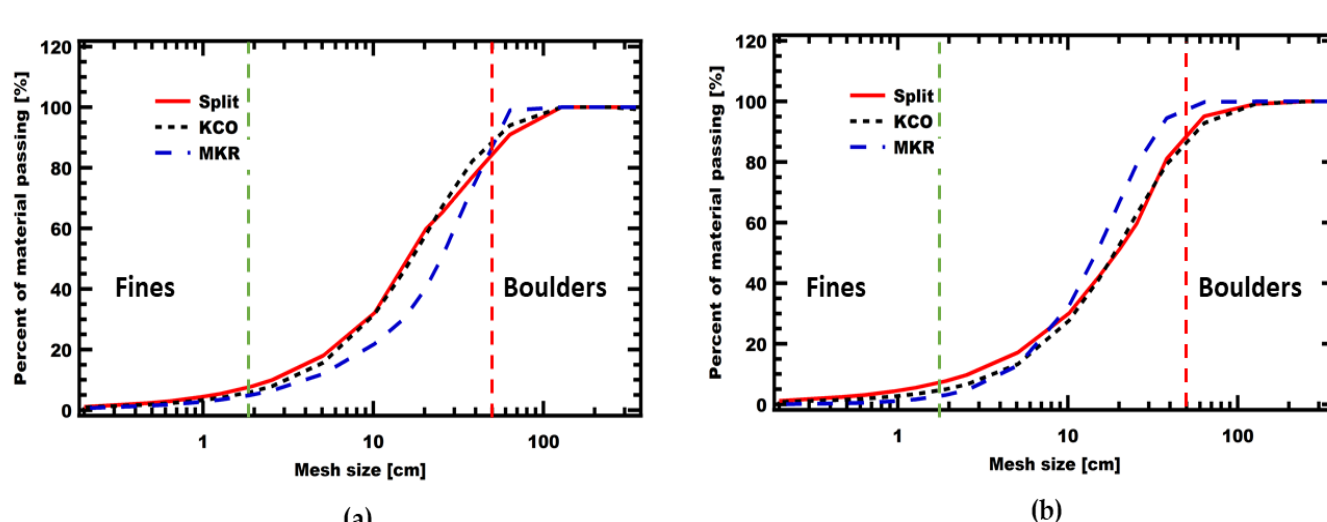 120
100
80
60
40
20
0
Percent of material passing [%]
Split
KCO
MKR
Fines
Boulders
1
10
100
Mesh size [cm]
(a)
120
100
80
60
40
20
0
Percent of material passing [%]
Split
KCO
MKR
Fines
Boulders
1
10
100
Mesh size [cm]
(b)